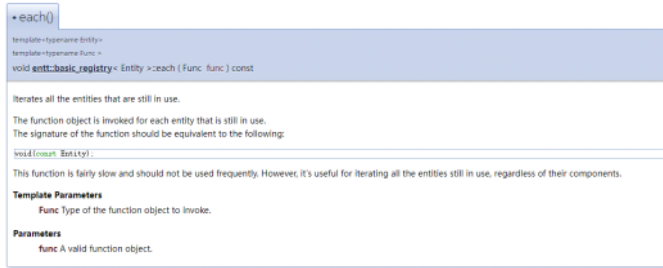 • each()
template<typename Entity>
template<typename Func >
void entt::basic_registry< Entity >::each ( Func func ) const
Iterates all the entities that are still in use.
The function object is invoked for each entity that is still in use.
The signature of the function should be equivalent to the following:
void(const Entity);
This function is fairly slow and should not be used frequently. However, it's useful for iterating all the entities still in use, regardless of their components.
Template Parameters
Func Type of the function object to invoke.
Parameters
func A valid function object.